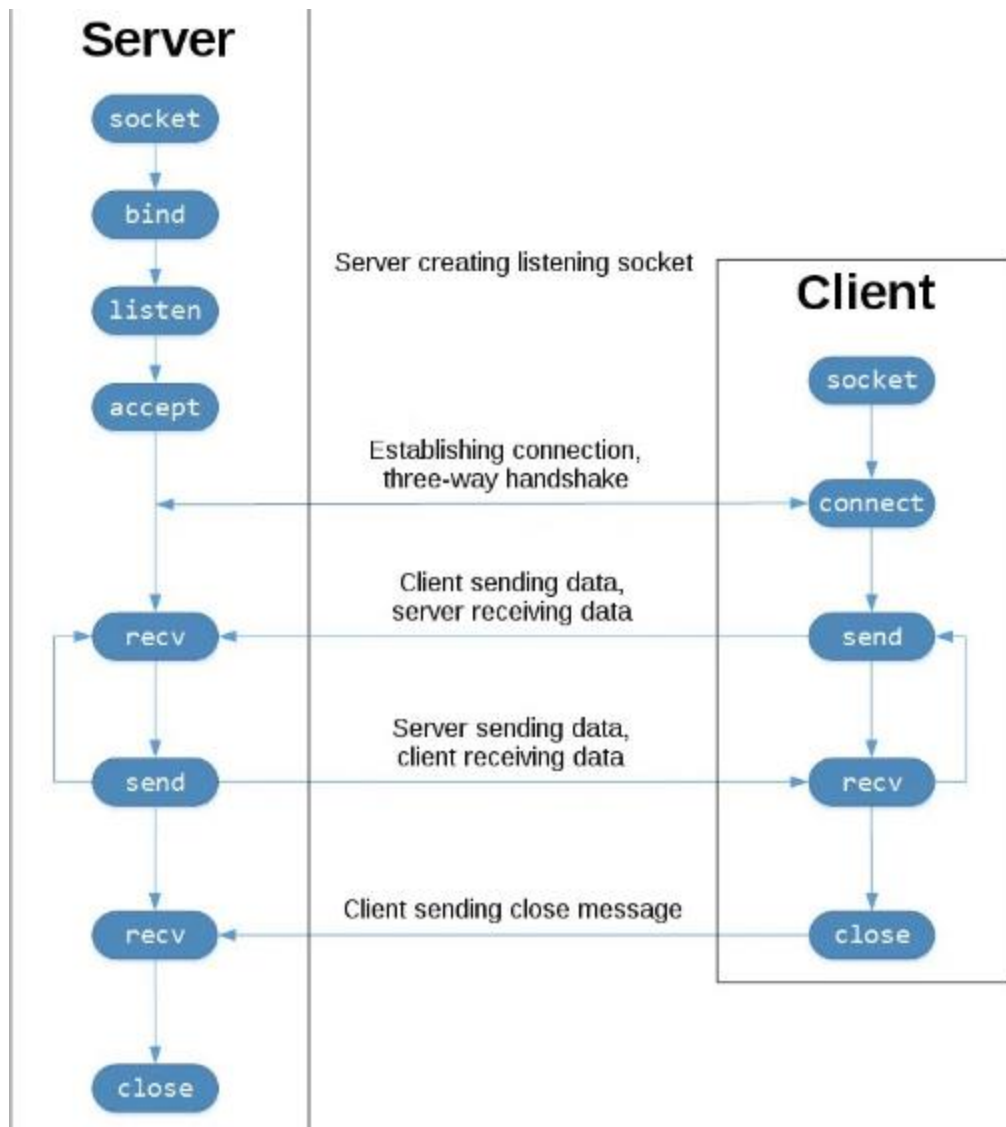 Server
socket
bind
listen
accept
Server creating listening socket
Client
socket
Establishing connection,
three-way handshake
connect
Client sending data,
server receiving data
recv
send
Server sending data,
client receiving data
send
recv
Client sending close message
recv
close
close